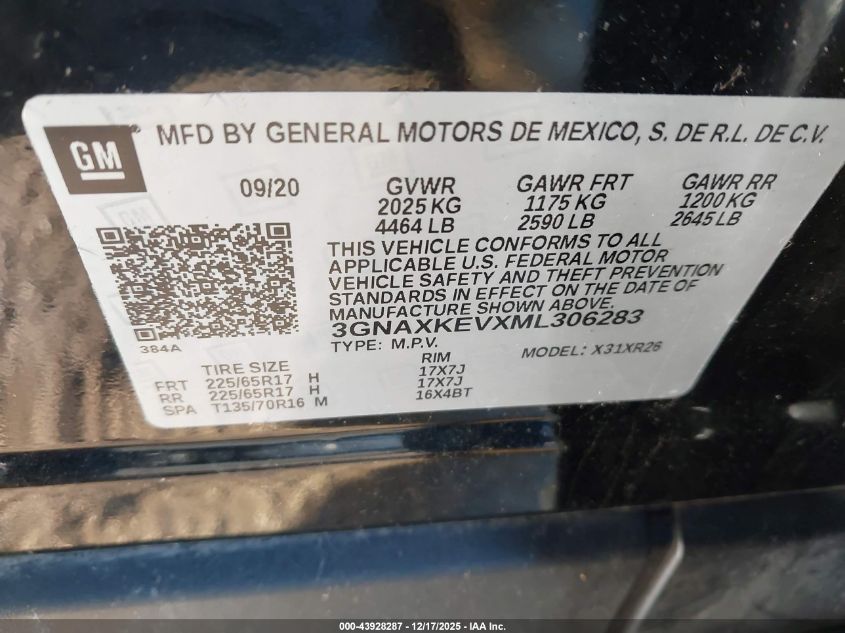 GM
MFD BY GENERAL MOTORS DE MEXICO, S. DE R.L. DE C.V.
09/20 GVWR GAWR FRT GAWR RR
2025 KG 1175 KG 1200 KG
4464 LB 2590 LB 2645 LB
THIS VEHICLE CONFORMS TO ALL
APPLICABLE U.S. FEDERAL MOTOR
VEHICLE SAFETY AND THEFT PREVENTION
STANDARDS IN EFFECT ON THE DATE OF
MANUFACTURE SHOWN ABOVE.
3GNAXKEVXML306283
384A
TYPE: M.P.V. MODEL: X31XR26
TIRE SIZE RIM
FRT 225/65R17 H 17X7J
RR 225/65R17 H 17X7J
SPA T135/70R16 M 16X4BT
000-43928287 - 12/17/2025 - IAA Inc.